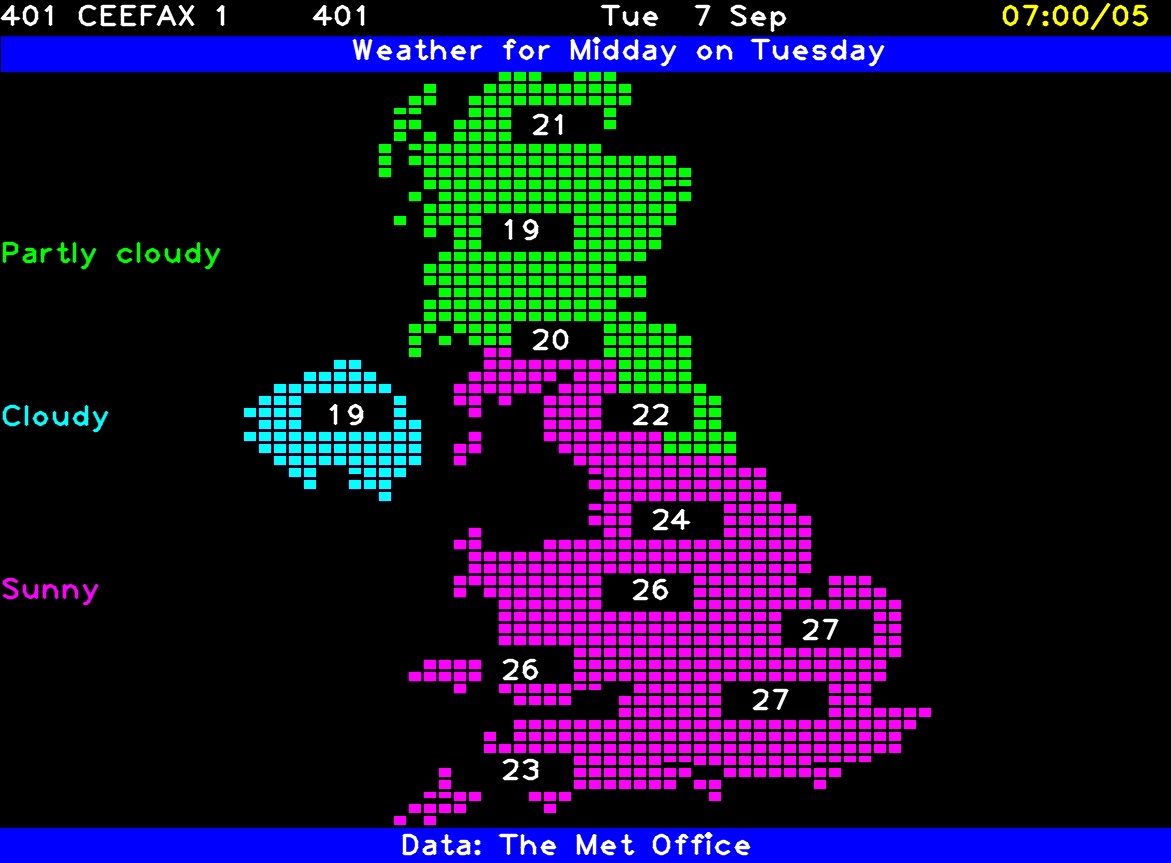 401 CEEFAX 1 401 Tue 7 Sep 07:00/05
Weather for Midday on Tuesday
21
19
Partly cloudy
20
Cloudy 19 22
24
Sunny 26
27
26
27
23
Data: The Met Office